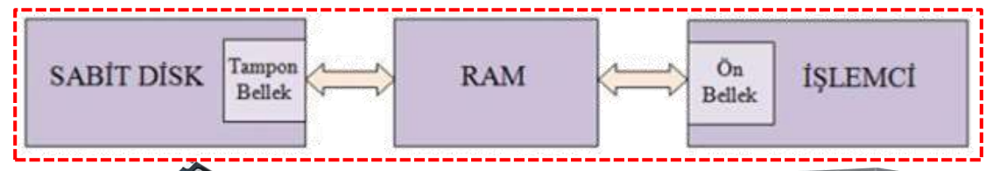 SABİT DİSK
Tampon
Bellek
RAM
Ön
Bellek
İŞLEMCİ